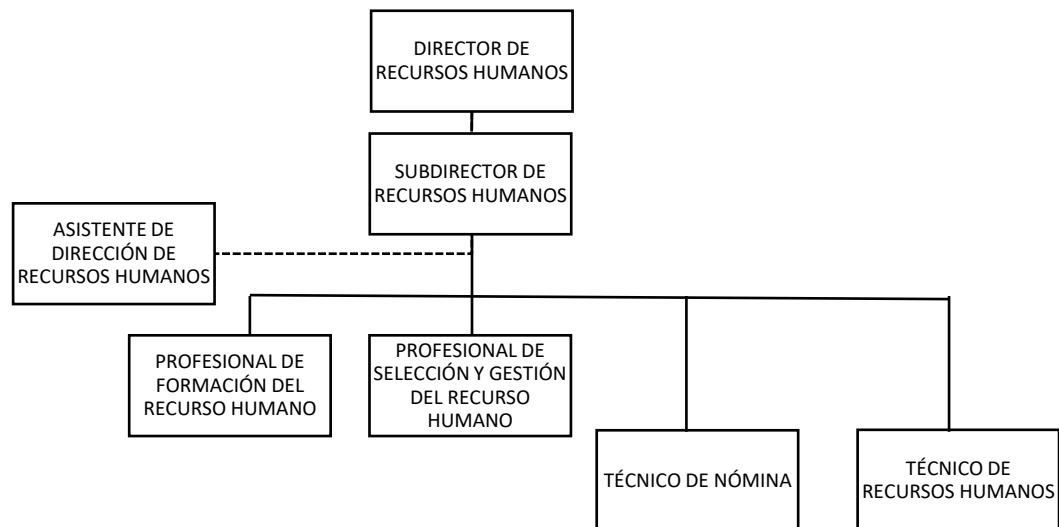 DIRECTOR DE
RECURSOS HUMANOS
SUBDIRECTOR DE
RECURSOS HUMANOS
ASISTENTE DE
DIRECCIÓN DE
RECURSOS HUMANOS
PROFESIONAL DE
FORMACIÓN DEL
RECURSO HUMANO
PROFESIONAL DE
SELECCIÓN Y GESTIÓN
DEL RECURSO
HUMANO
TÉCNICO DE NÓMINA
TÉCNICO DE
RECURSOS HUMANOS